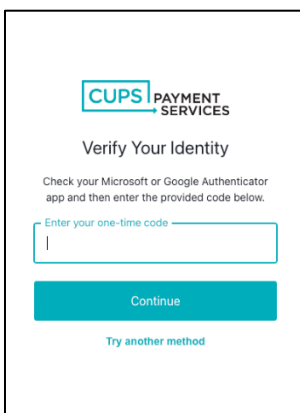 CUPS PAYMENT
SERVICES
Verify Your Identity
Check your Microsoft or Google Authenticator
app and then enter the provided code below.
Enter your one-time code
Continue
Try another method